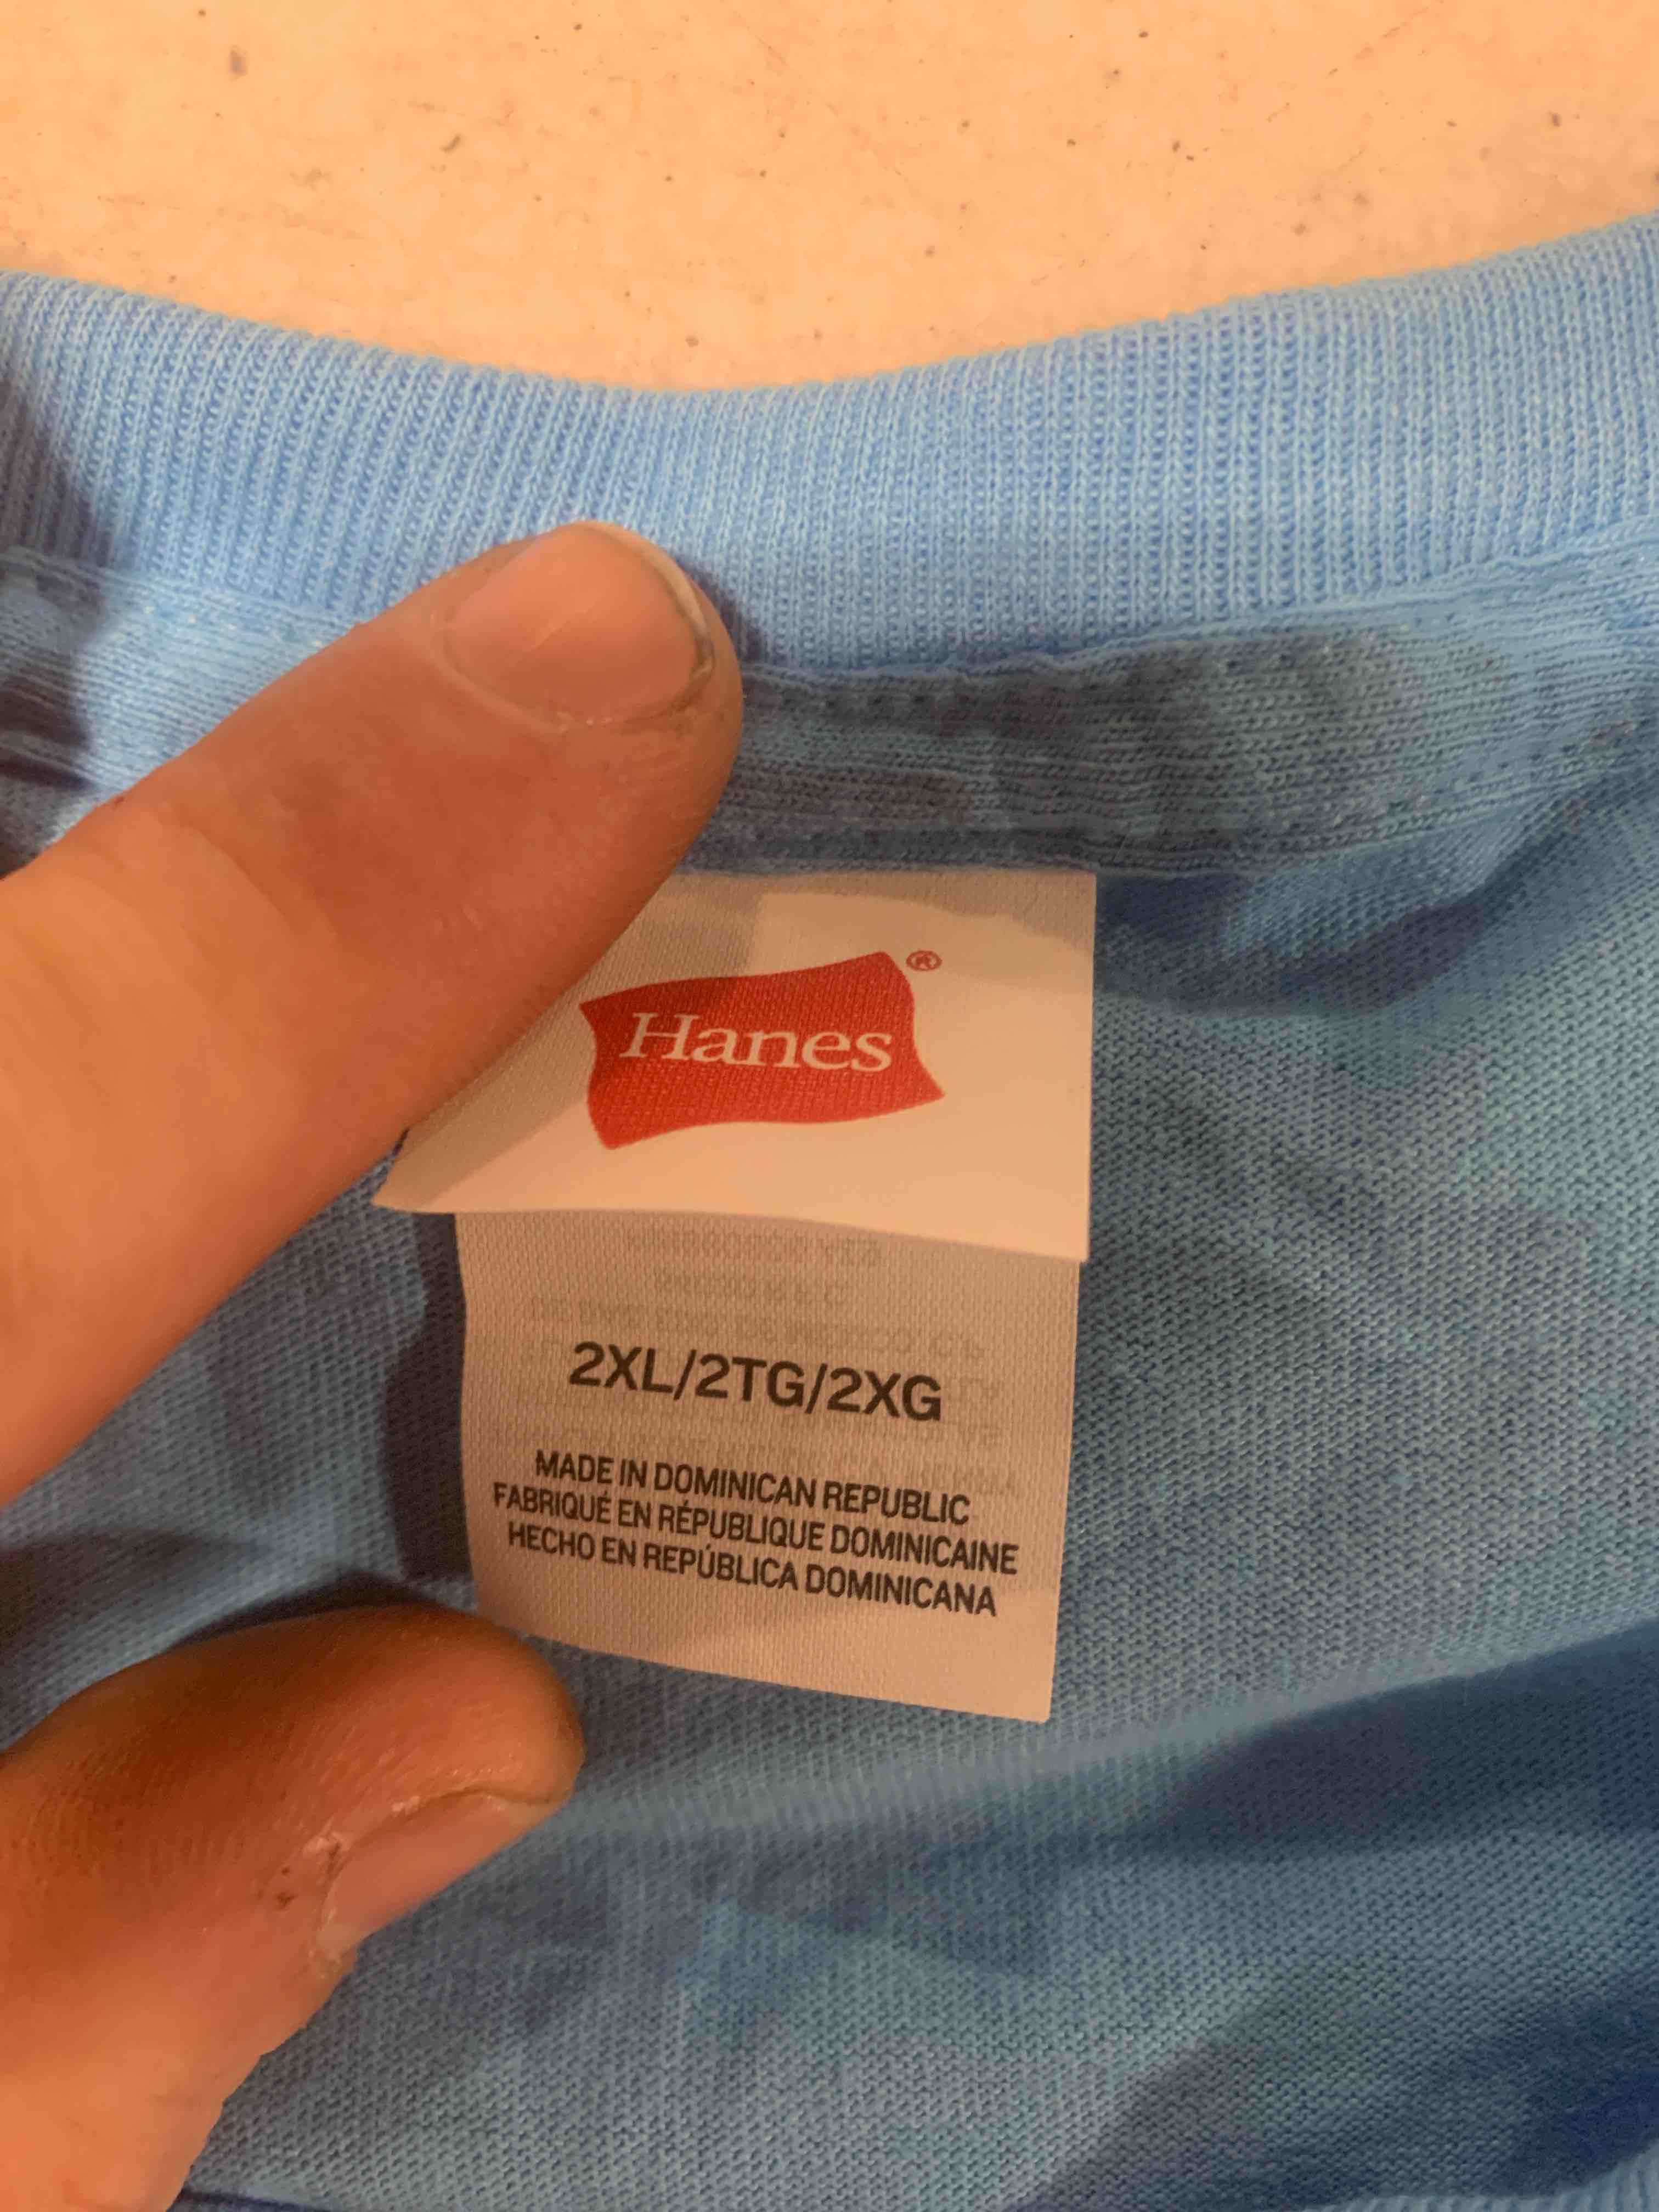 Hanes®
2XL/2TG/2XG
MADE IN DOMINICAN REPUBLIC
FABRIQUÉ EN RÉPUBLIQUE DOMINICAINE
HECHO EN REPÚBLICA DOMINICANA